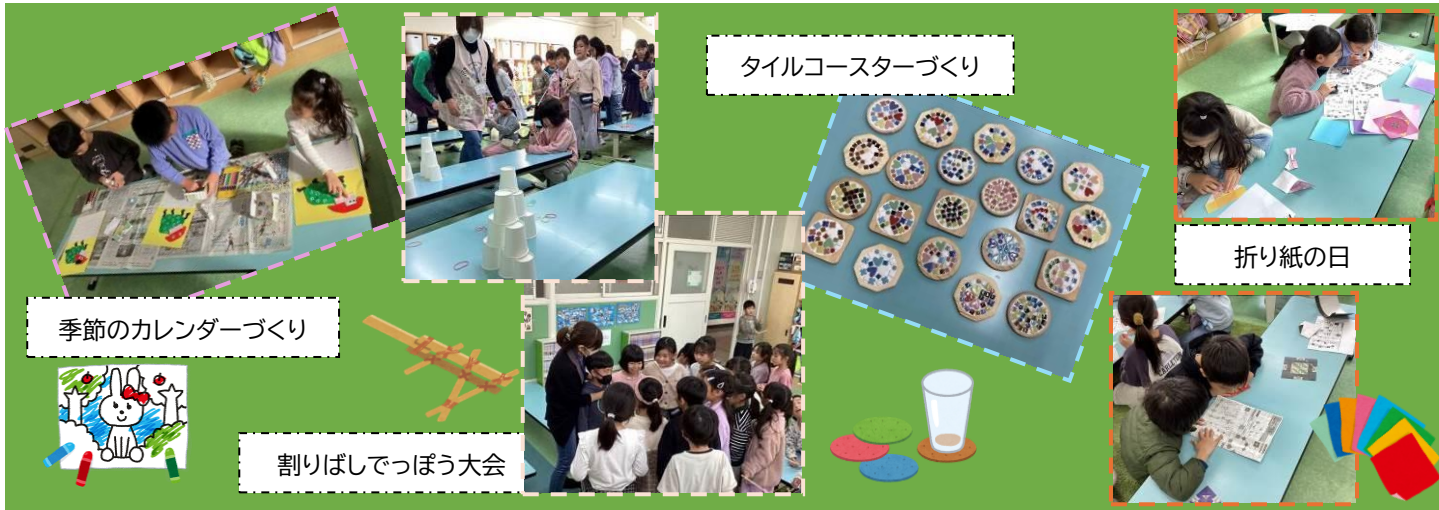 季節のカレンダーづくり
割りばしでっぽう大会
タイルコースターづくり
折り紙の日